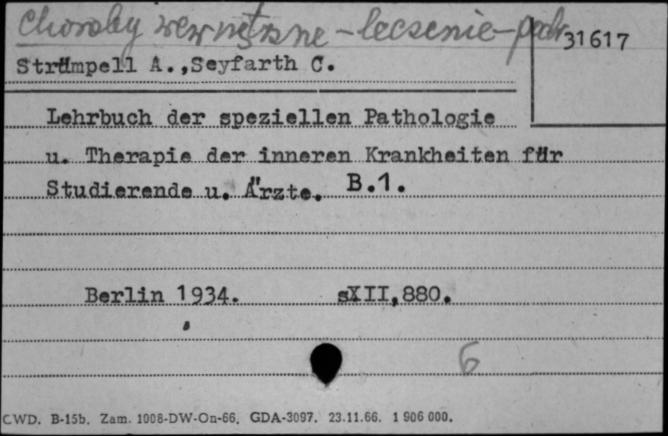 Choroby wewnętrzne - leczenie - podr.
31617
Strümpell A.,Seyfarth C.
Lehrbuch der speziellen Pathologie
u. Therapie der inneren Krankheiten für
Studierende u. Ärzte. B.1.
Berlin 1934. sXII,880.
6
CWD. B-15b. Zam. 1008-DW-On-66. GDA-3097. 23.11.66. 1 906 000.